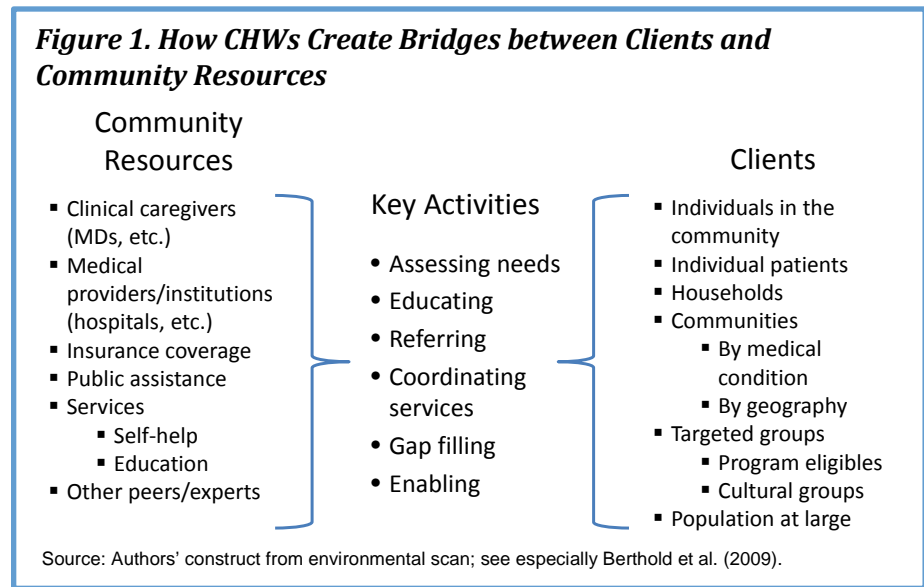 Figure 1. How CHWs Create Bridges between Clients and
Community Resources
Community
Resources
▪ Clinical caregivers
(MDs, etc.)
▪ Medical
providers/institutions
(hospitals, etc.)
▪ Insurance coverage
▪ Public assistance
▪ Services
▪ Self-help
▪ Education
▪ Other peers/experts
Key Activities
• Assessing needs
• Educating
• Referring
• Coordinating
services
• Gap filling
• Enabling
Clients
▪ Individuals in the
community
▪ Individual patients
▪ Households
▪ Communities
▪ By medical
condition
▪ By geography
▪ Targeted groups
▪ Program eligibles
▪ Cultural groups
▪ Population at large
Source: Authors’ construct from environmental scan; see especially Berthold et al. (2009).